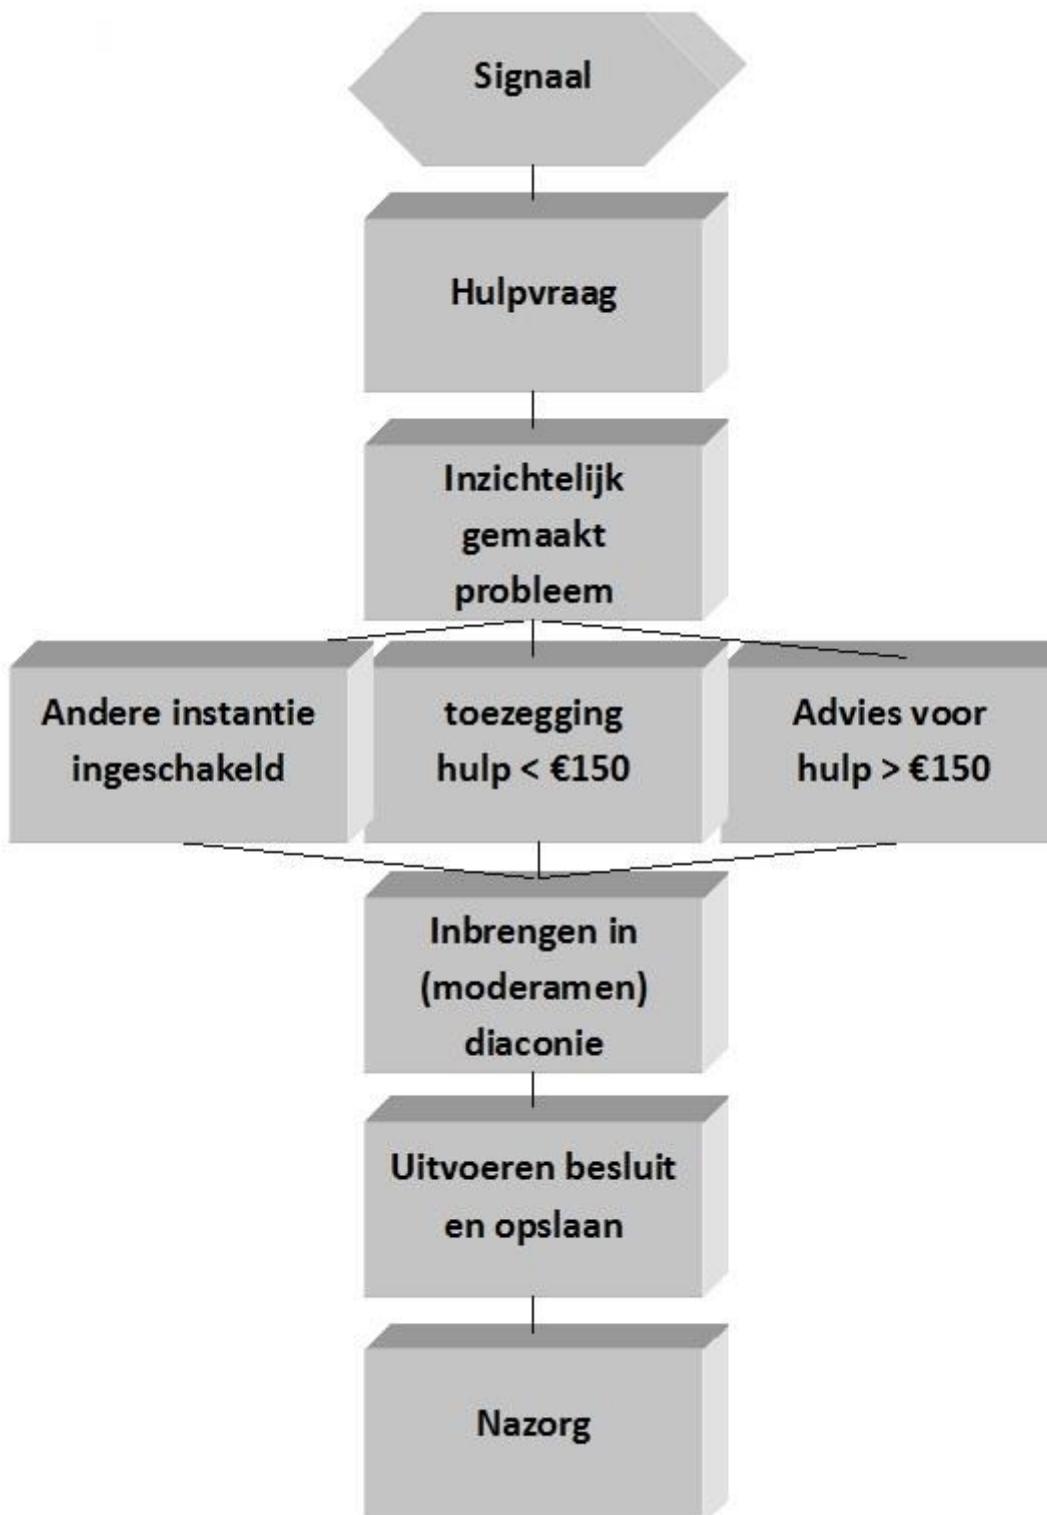 Signaal
Hulpvraag
Inzichtelijk
gemaakt
probleem
Andere instantie
ingeschakeld
toezegging
hulp < €150
Advies voor
hulp > €150
Inbrengen in
(moderamen)
diaconie
Uitvoeren besluit
en opslaan
Nazorg